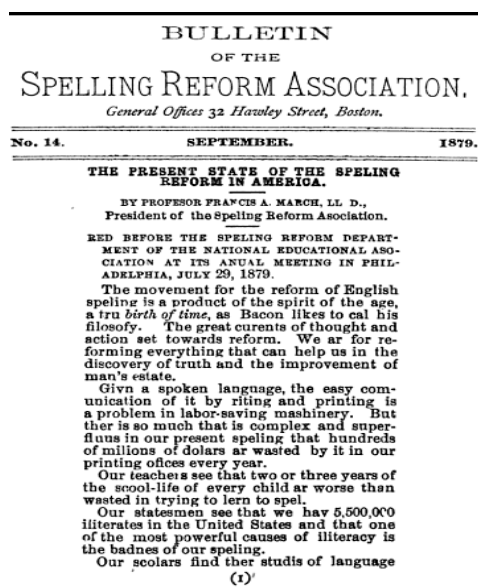 BULLETIN
OF THE
SPELLING REFORM ASSOCIATION.
General Offices 32 Hawley Street, Boston.
No. 14. SEPTEMBER. 1879.
THE PRESENT STATE OF THE SPELING
REFORM IN AMERICA.
BY PROFESOR FRANCIS A. MARCH, LL D.,
President of the Speling Reform Asociation.
RED BEFORE THE SPELING REFORM DEPART-
MENT OF THE NATIONAL EDUCATIONAL ASO-
CIATION AT ITS ANUAL MEETING IN PHIL-
ADELPHIA, JULY 29, 1879.
The movement for the reform of English
speling is a product of the spirit of the age,
a tru birth of time, as Bacon likes to cal his
filosofy. The great curents of thought and
action set towards reform. We ar for re-
forming everything that can help us in the
discovery of truth and the improvement of
man's estate.
Givn a spoken language, the easy com-
unication of it by riting and printing is
a problem in labor-saving mashinery. But
ther is so much that is complex and super-
fluus in our present speling that hundreds
of milions of dolars ar wasted by it in our
printing ofices every year.
Our teachers see that two or three years of
the scool-life of every child ar worse than
wasted in trying to lern to spel.
Our statesmen see that we hav 5,500,000
iliterates in the United States and that one
of the most powerful causes of iliteracy is
the badnes of our speling.
Our scolars find ther studis of language
(1)